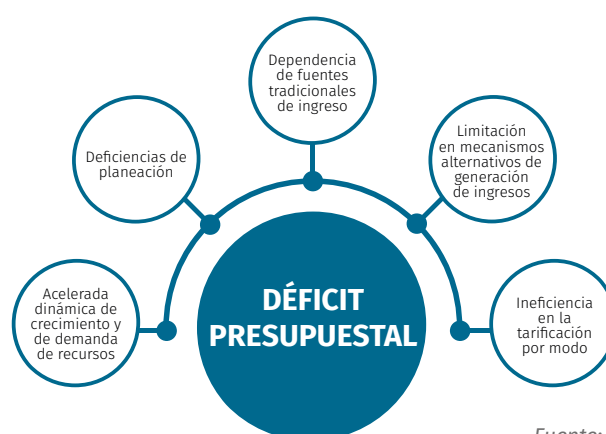 Dependencia
de fuentes
tradicionales
de ingreso
Deficiencias de
planeación
Limitación
en mecanismos
alternativos de
generación
de ingresos
Acelerada
dinámica de
crecimiento y
de demanda
de recursos
DÉFICIT
PRESUPUESTAL
Ineficiencia
en la
tarificación
por modo